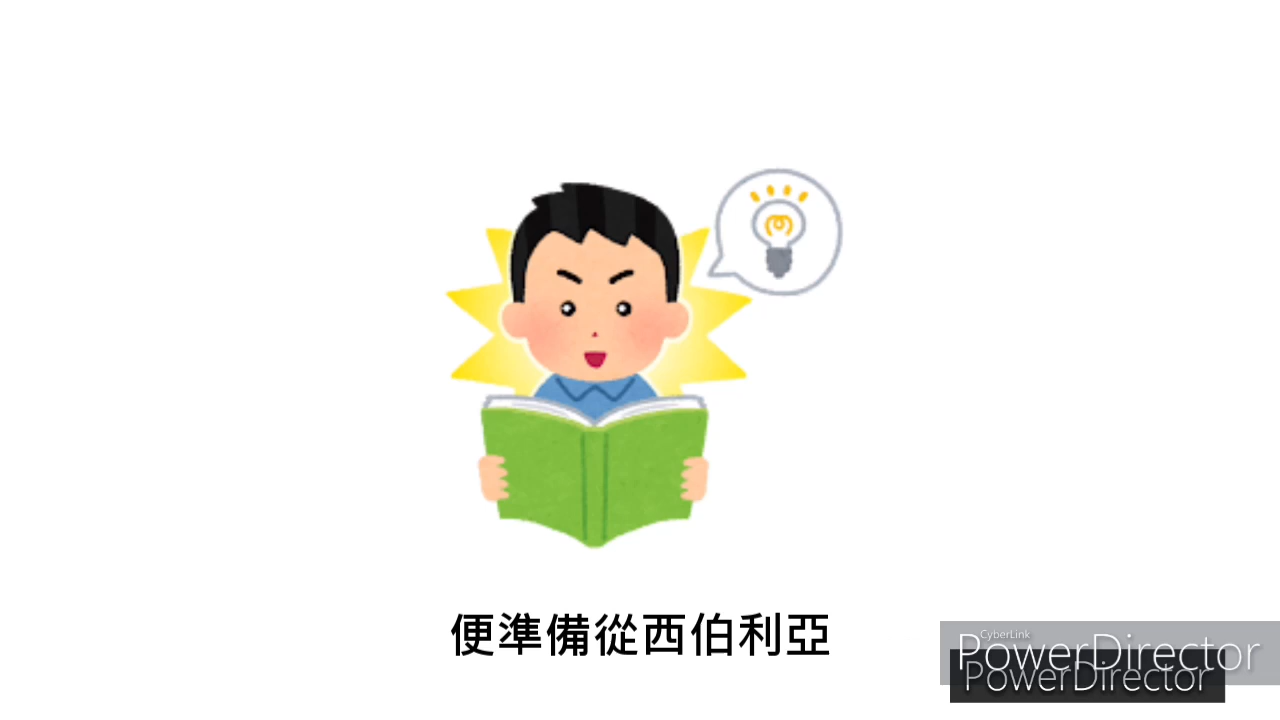 便準備從西伯利亞
CyberLink
PowerDirector
PowerDirector